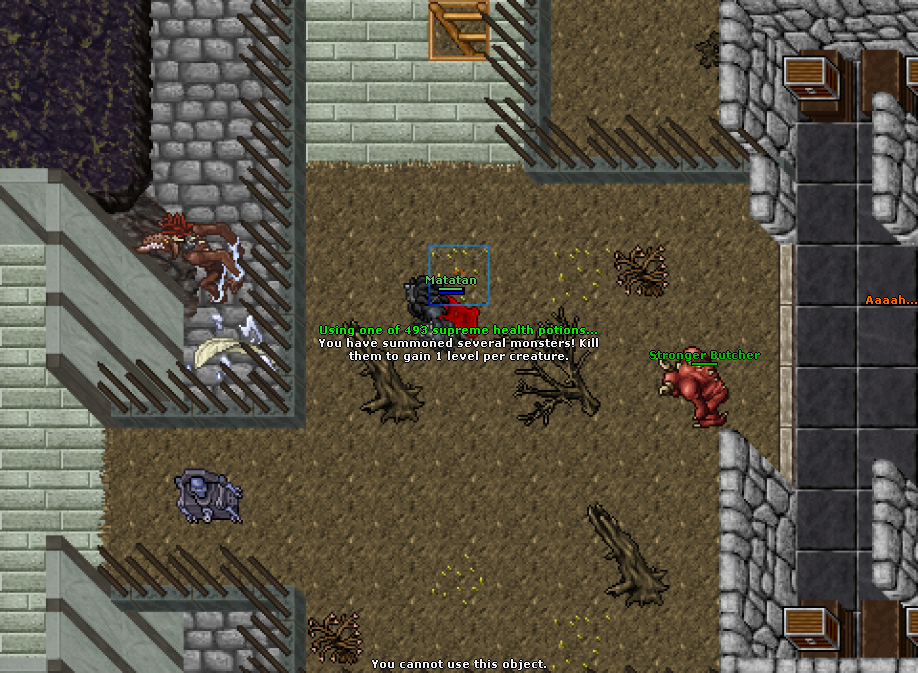 Matatan
Aaaah...
Using one of 493 supreme health potions...
You have summoned several monsters! Kill
them to gain 1 level per creature.
Stronger Butcher
You cannot use this object.